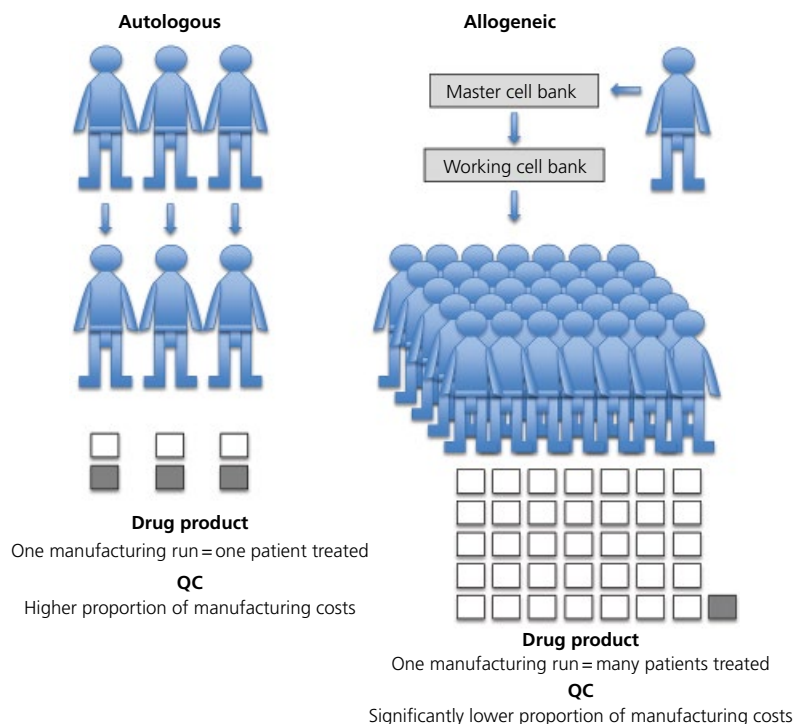 Autologous
Allogeneic
Master cell bank
Working cell bank
Drug product
One manufacturing run = one patient treated
QC
Higher proportion of manufacturing costs
Drug product
One manufacturing run = many patients treated
QC
Significantly lower proportion of manufacturing costs